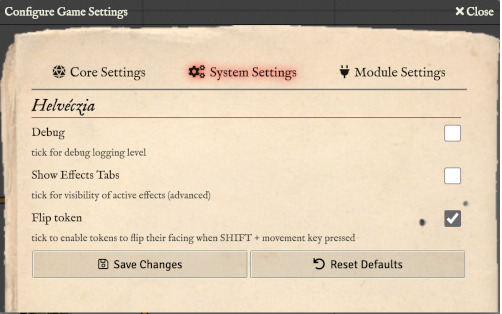 Configure Game Settings
Close
Core Settings
System Settings
Module Settings
Helvéczia
Debug
tick for debug logging level
Show Effects Tabs
tick for visibility of active effects (advanced)
Flip token
tick to enable tokens to flip their facing when SHIFT + movement key pressed
Save Changes
Reset Defaults